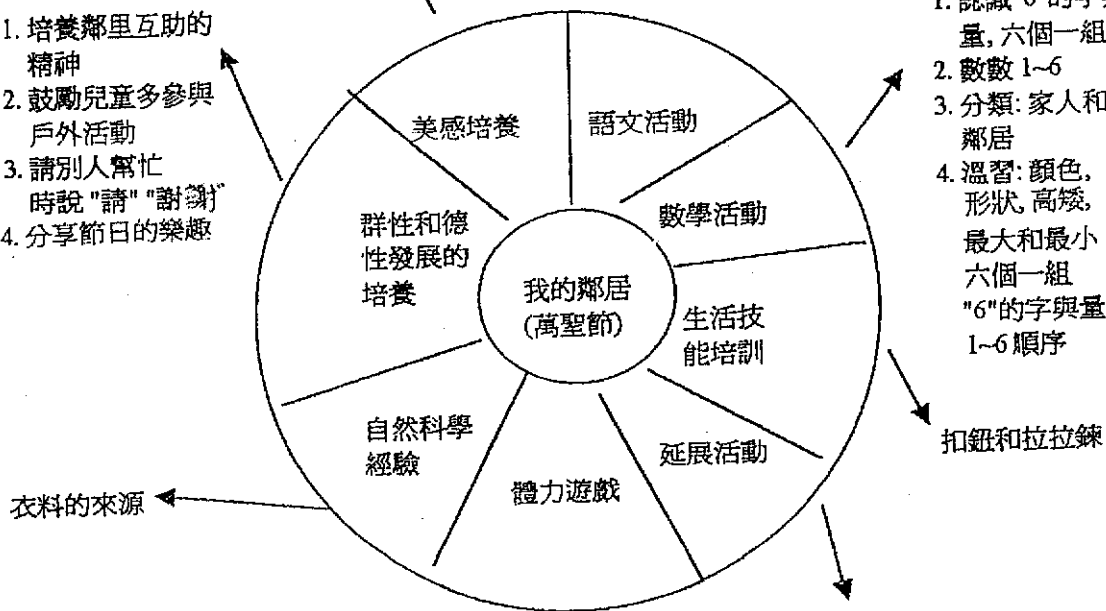 1. 培養鄰里互助的
精神
2. 鼓勵兒童多參與
戶外活動
3. 請別人幫忙
時說 "請" "謝謝"
4. 分享節日的樂趣
美感培養
語文活動
數學活動
群性和德
性發展的
培養
我的鄰居
(萬聖節)
生活技
能培訓
自然科學
經驗
體力遊戲
延展活動
量, 六個一組
2. 數數 1~6
3. 分類: 家人和
鄰居
4. 溫習: 顏色,
形狀, 高矮,
最大和最小
六個一組
"6"的字與量
1~6 順序
扣鈕和拉拉鍊
衣料的來源